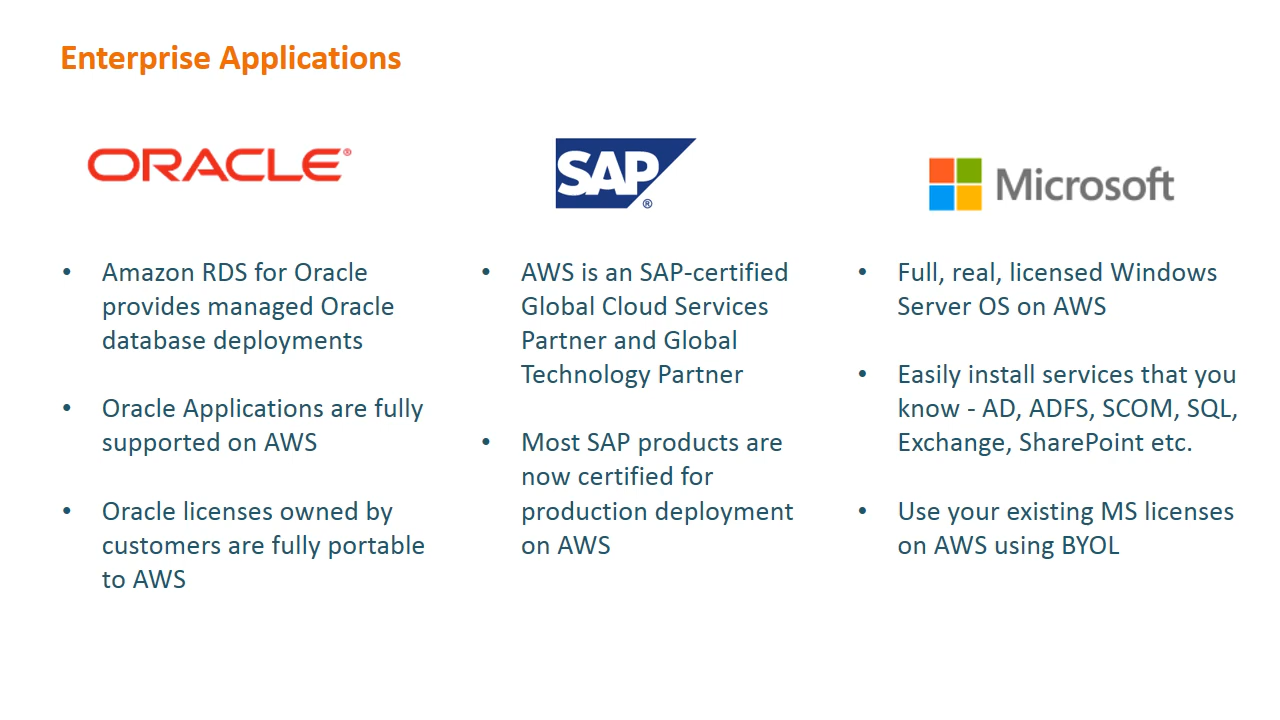 Enterprise Applications
ORACLE®
• Amazon RDS for Oracle
provides managed Oracle
database deployments
• Oracle Applications are fully
supported on AWS
• Oracle licenses owned by
customers are fully portable
to AWS
SAP®
• AWS is an SAP-certified
Global Cloud Services
Partner and Global
Technology Partner
• Most SAP products are
now certified for
production deployment
on AWS
Microsoft
• Full, real, licensed Windows
Server OS on AWS
• Easily install services that you
know - AD, ADFS, SCOM, SQL,
Exchange, SharePoint etc.
• Use your existing MS licenses
on AWS using BYOL